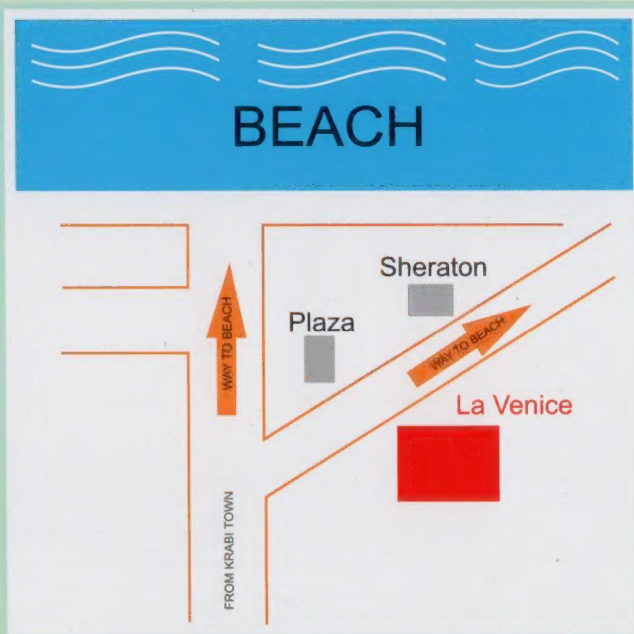 BEACH
Sheraton
Plaza
WAY TO BEACH
WAY TO BEACH
La Venice
FROM KRABI TOWN